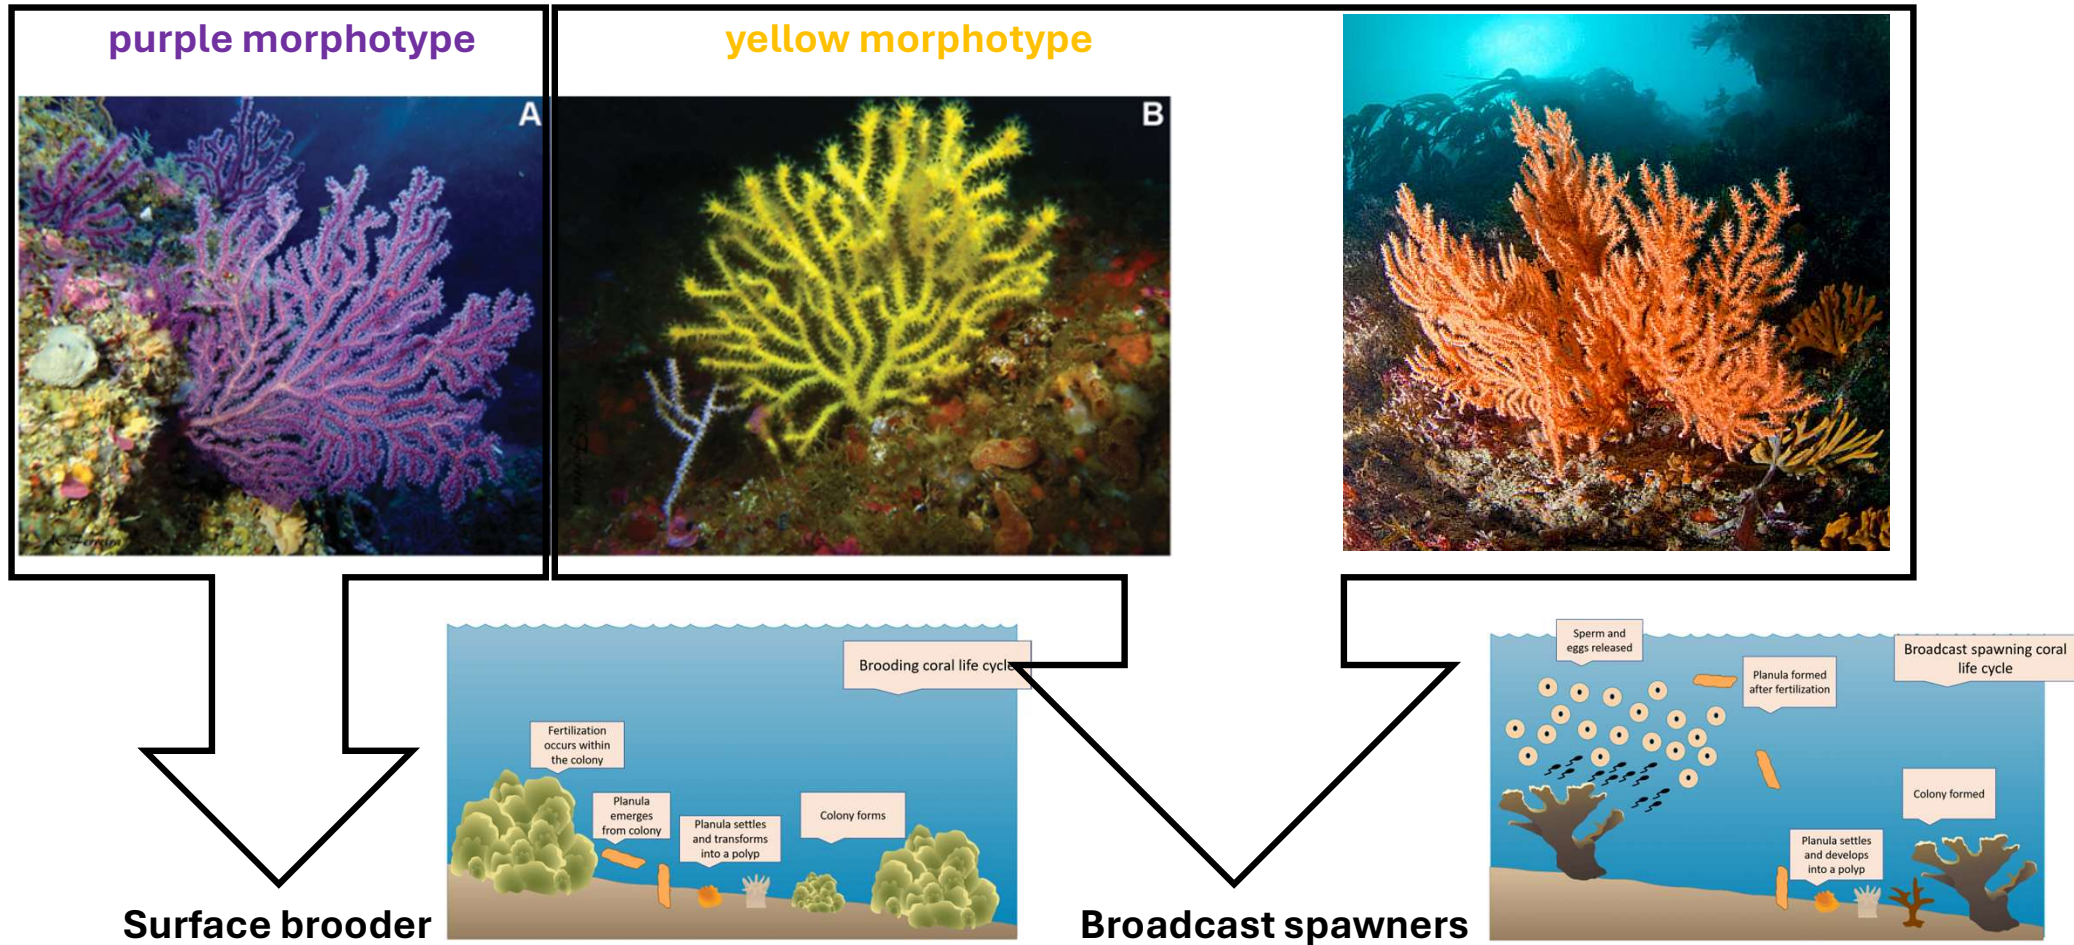 purple morphotype
yellow morphotype
A
B
Brooding coral life cycle
Fertilization
occurs within
the colony
Planula
emerges
from colony
Planula settles
and transforms
into a polyp
Colony forms
Sperm and
eggs released
Planula formed
after fertilization
Broadcast spawning coral
life cycle
Colony formed
Planula settles
and develops
into a polyp
Surface brooder
Broadcast spawners